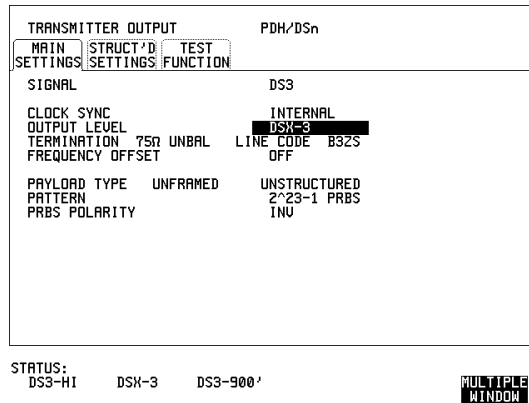 TRANSMITTER OUTPUT PDH/DSn
MAIN SETTINGS STRUCT'D SETTINGS TEST FUNCTION
SIGNAL DS3
CLOCK SYNC INTERNAL
OUTPUT LEVEL DSX-3
TERMINATION 75Ω UNBAL LINE CODE B3ZS
FREQUENCY OFFSET OFF
PAYLOAD TYPE UNFRAMED UNSTRUCTURED
PATTERN 2^23-1 PRBS
PRBS POLARITY INV
STATUS:
DS3-HI DSX-3 DS3-900'
MULTIPLE
WINDOW